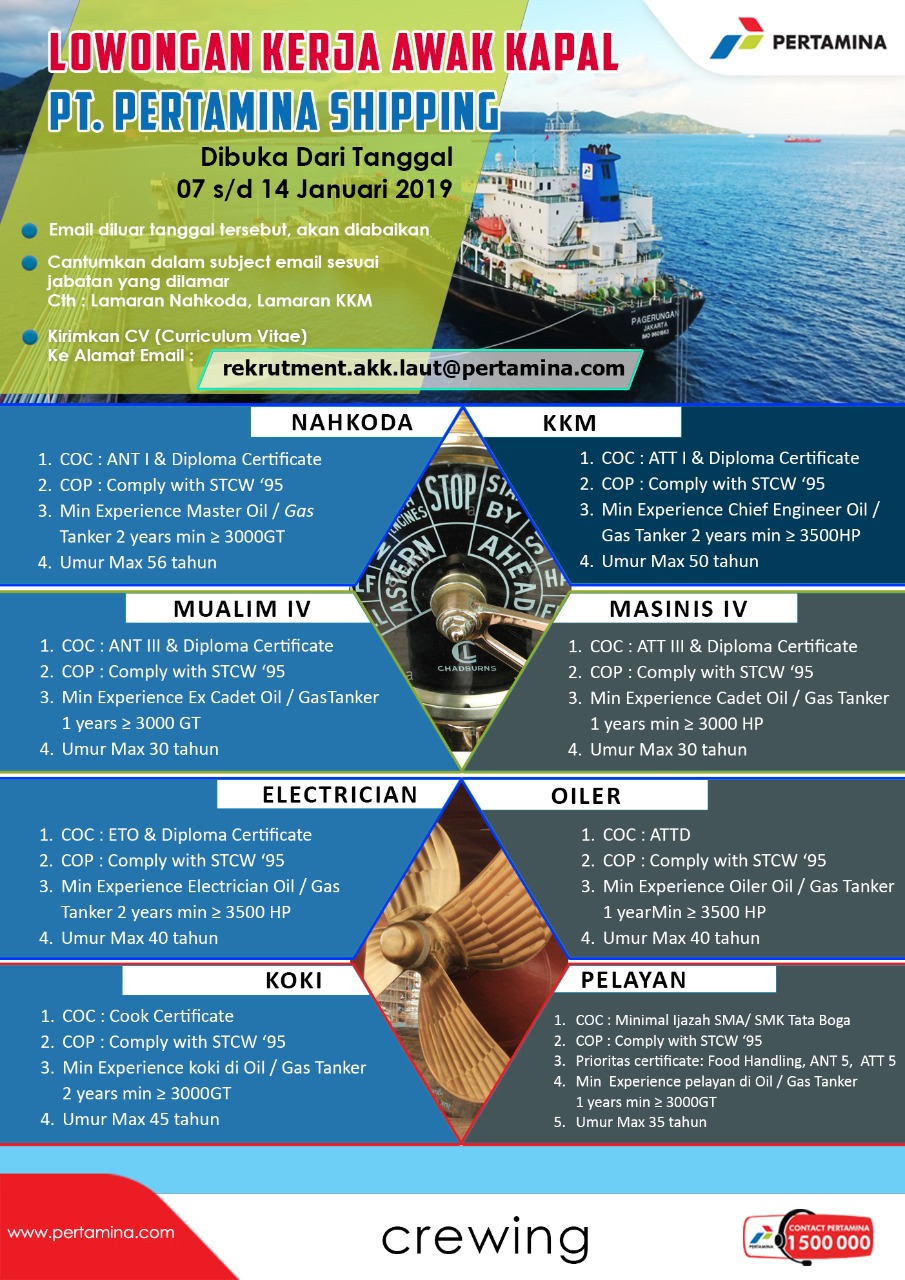 LOWONGAN KERJA AWAK KAPAL
PERTAMINA
PT. PERTAMINA SHIPPING
Dibuka Dari Tanggal
07 s/d 14 Januari 2019
Email diluar tanggal tersebut, akan diabaikan
Cantumkan dalam subject email sesuai
jabatan yang dilamar
Cth : Lamaran Nahkoda, Lamaran KKM
Kirimkan CV (Curriculum Vitae)
Ke Alamat Email :
rekrutment.akk.laut@pertamina.com
PAGERUNGAN
JAKARTA
NAHKODA
1. COC : ANT I & Diploma Certificate
2. COP : Comply with STCW ‘95
3. Min Experience Master Oil / Gas
Tanker 2 years min ≥ 3000GT
4. Umur Max 56 tahun
KKM
1. COC : ATT I & Diploma Certificate
2. COP : Comply with STCW ‘95
3. Min Experience Chief Engineer Oil /
Gas Tanker 2 years min ≥ 3500HP
4. Umur Max 50 tahun
STOP
BY
ENGINES
ASTERN
AHEAD
CHADBURNS
MUALIM IV
1. COC : ANT III & Diploma Certificate
2. COP : Comply with STCW ‘95
3. Min Experience Ex Cadet Oil / GasTanker
1 years ≥ 3000 GT
4. Umur Max 30 tahun
MASINIS IV
1. COC : ATT III & Diploma Certificate
2. COP : Comply with STCW ‘95
3. Min Experience Cadet Oil / Gas Tanker
1 years min ≥ 3000 HP
4. Umur Max 30 tahun
ELECTRICIAN
1. COC : ETO & Diploma Certificate
2. COP : Comply with STCW ‘95
3. Min Experience Electrician Oil / Gas
Tanker 2 years min ≥ 3500 HP
4. Umur Max 40 tahun
OILER
1. COC : ATTD
2. COP : Comply with STCW ‘95
3. Min Experience Oiler Oil / Gas Tanker
1 yearMin ≥ 3500 HP
4. Umur Max 40 tahun
KOKI
1. COC : Cook Certificate
2. COP : Comply with STCW ‘95
3. Min Experience koki di Oil / Gas Tanker
2 years min ≥ 3000GT
4. Umur Max 45 tahun
PELAYAN
1. COC : Minimal Ijazah SMA/ SMK Tata Boga
2. COP : Comply with STCW ‘95
3. Prioritas certificate: Food Handling, ANT 5, ATT 5
4. Min Experience pelayan di Oil / Gas Tanker
1 years min ≥ 3000GT
5. Umur Max 35 tahun
www.pertamina.com
crewing
PERTAMINA
CONTACT PERTAMINA
1 500 000